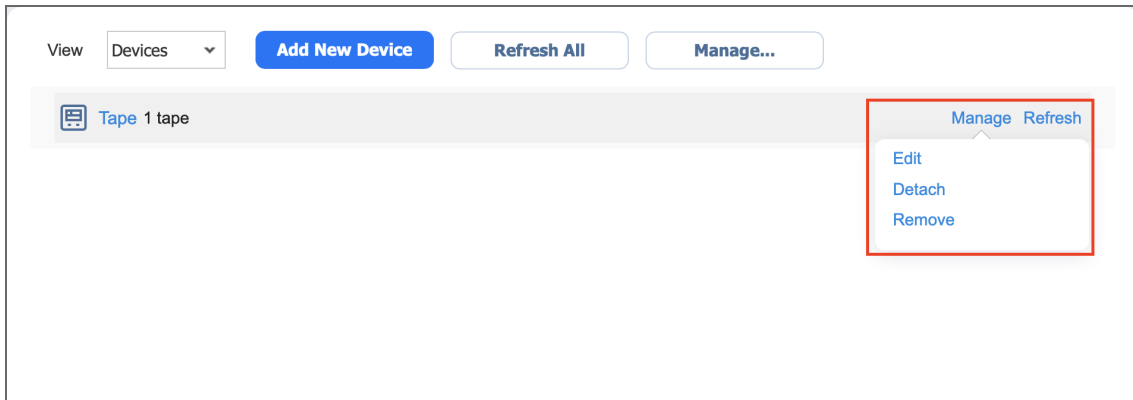 View Devices Add New Device Refresh All Manage...
Tape 1 tape Manage Refresh
Edit
Detach
Remove